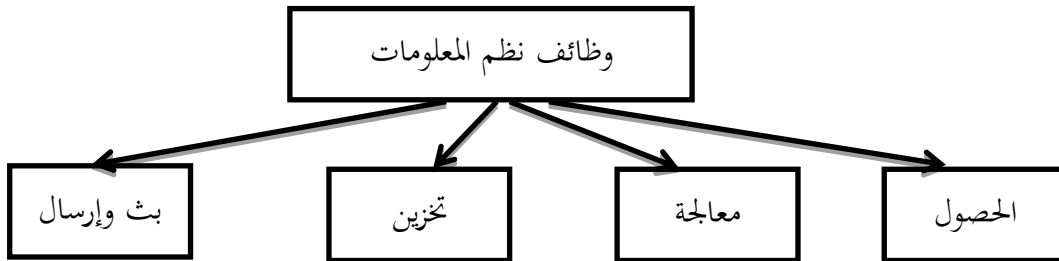 وظائف نظم المعلومات
الحصول
معالجة
تخزين
بث وإرسال